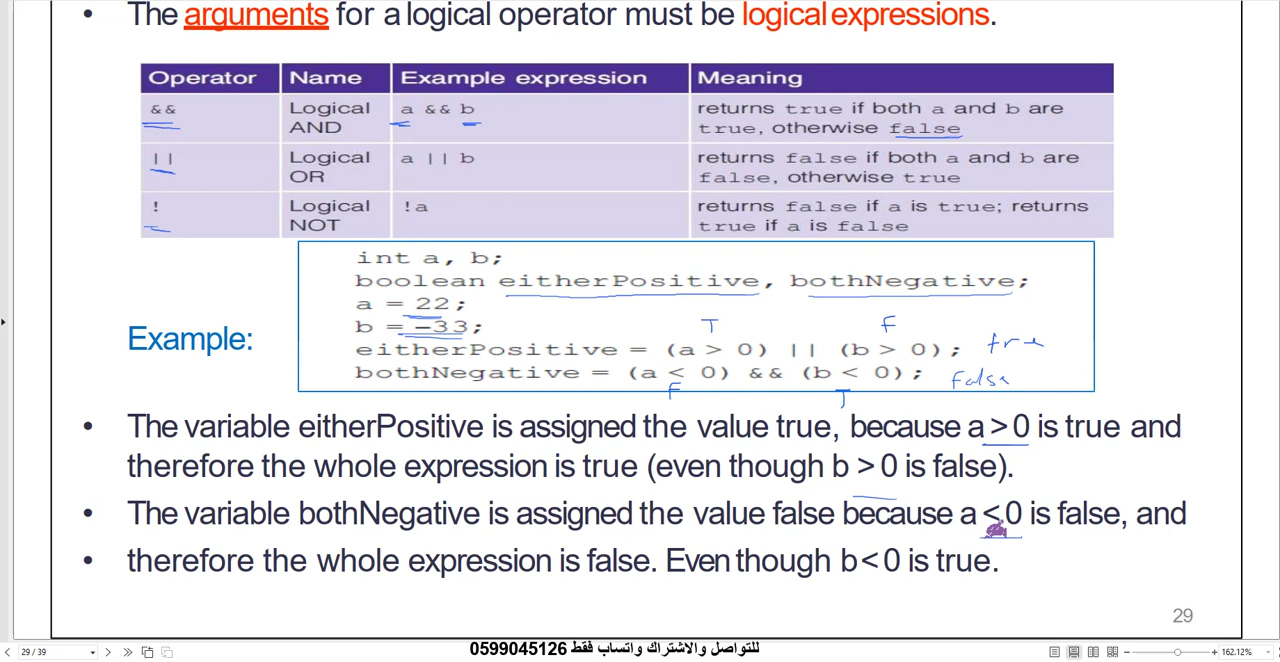 • The arguments for a logical operator must be logical expressions.
Operator Name Example expression Meaning
&& Logical AND a && b returns true if both a and b are true, otherwise false
|| Logical OR a || b returns false if both a and b are false, otherwise true
! Logical NOT !a returns false if a is true; returns true if a is false
int a, b;
boolean eitherPositive, bothNegative;
a = 22;
b = -33;
T F
eitherPositive = (a > 0) || (b > 0); true
bothNegative = (a < 0) && (b < 0); false
F T
Example:
• The variable eitherPositive is assigned the value true, because a > 0 is true and
therefore the whole expression is true (even though b > 0 is false).
• The variable bothNegative is assigned the value false because a < 0 is false, and
• therefore the whole expression is false. Even though b < 0 is true.
29
29 / 39
للتواصل والاشتراك واتساب فقط 0599045126
162.12%